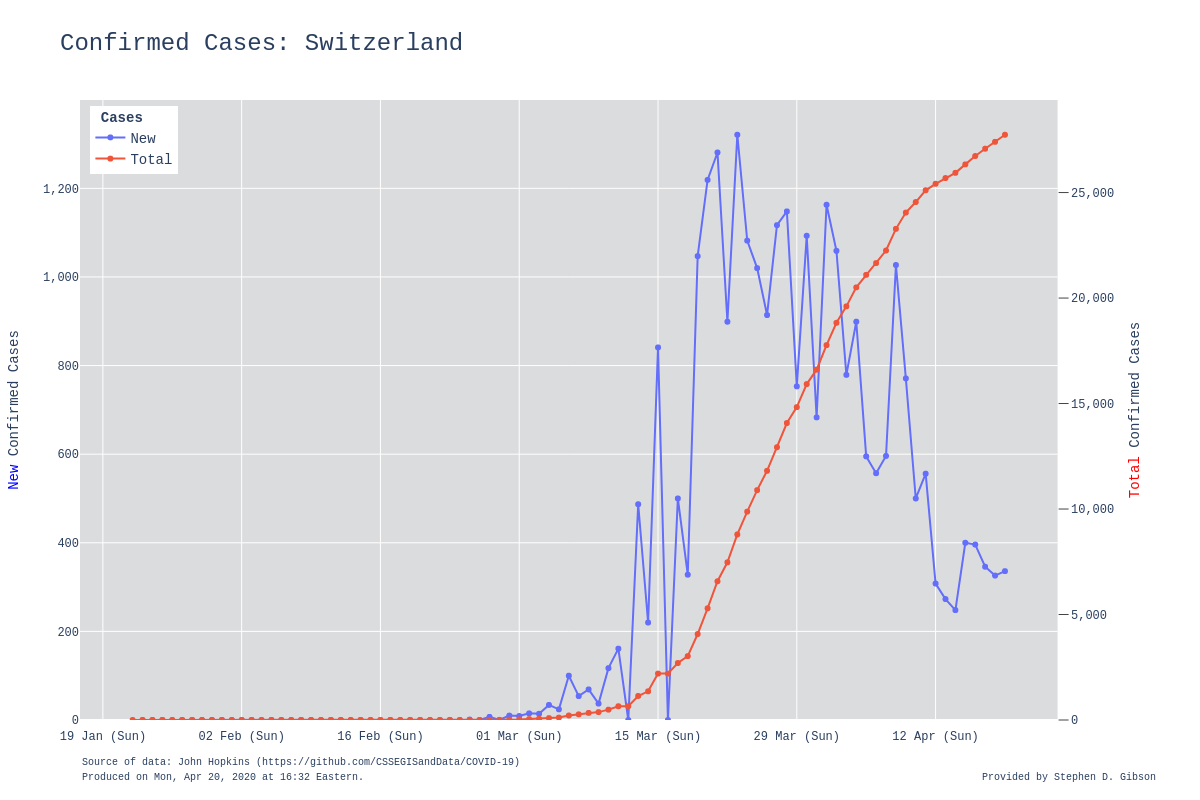 Confirmed Cases: Switzerland
Cases
New
Total
1,200
1,000
800
600
400
200
0
25,000
20,000
15,000
10,000
5,000
0
New Confirmed Cases
Total Confirmed Cases
19 Jan (Sun) 02 Feb (Sun) 16 Feb (Sun) 01 Mar (Sun) 15 Mar (Sun) 29 Mar (Sun) 12 Apr (Sun)
Source of data: John Hopkins (https://github.com/CSSEGISandData/COVID-19)
Produced on Mon, Apr 20, 2020 at 16:32 Eastern.
Provided by Stephen D. Gibson